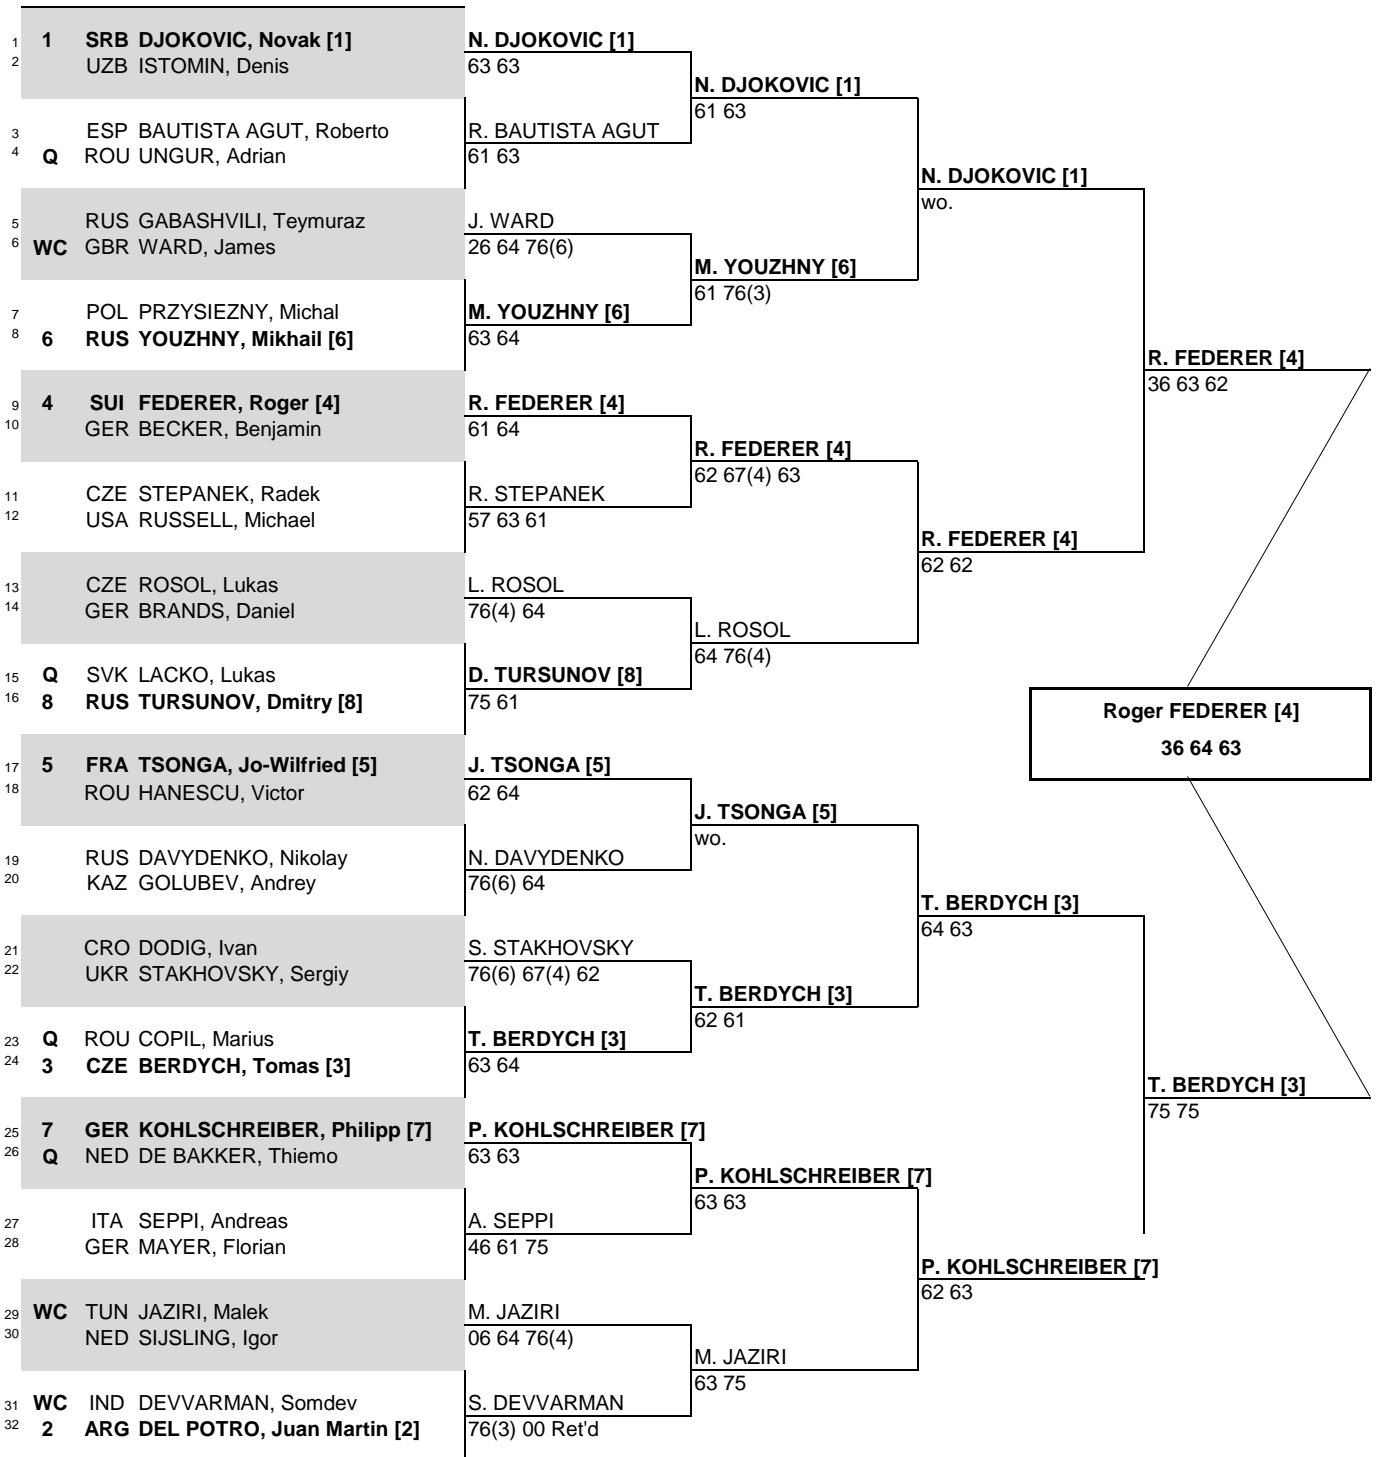 1 1 SRB DJOKOVIC, Novak [1]
2 UZB ISTOMIN, Denis
3 ESP BAUTISTA AGUT, Roberto
4 Q ROU UNGUR, Adrian
5 RUS GABASHVILI, Teymuraz
6 WC GBR WARD, James
7 POL PRZYSIEZNY, Michal
8 6 RUS YOUZHNY, Mikhail [6]
9 4 SUI FEDERER, Roger [4]
10 GER BECKER, Benjamin
11 CZE STEPANEK, Radek
12 USA RUSSELL, Michael
13 CZE ROSOL, Lukas
14 GER BRANDS, Daniel
15 Q SVK LACKO, Lukas
16 8 RUS TURSUNOV, Dmitry [8]
17 5 FRA TSONGA, Jo-Wilfried [5]
18 ROU HANESCU, Victor
19 RUS DAVYDENKO, Nikolay
20 KAZ GOLUBEV, Andrey
21 CRO DODIG, Ivan
22 UKR STAKHOVSKY, Sergiy
23 Q ROU COPIL, Marius
24 3 CZE BERDYCH, Tomas [3]
25 7 GER KOHLSCHREIBER, Philipp [7]
26 Q NED DE BAKKER, Thiemo
27 ITA SEPPI, Andreas
28 GER MAYER, Florian
29 WC TUN JAZIRI, Malek
30 NED SIJSLING, Igor
31 WC IND DEVVARMAN, Somdev
32 2 ARG DEL POTRO, Juan Martin [2]
N. DJOKOVIC [1]
63 63
R. BAUTISTA AGUT
61 63
J. WARD
26 64 76(6)
M. YOUZHNY [6]
63 64
R. FEDERER [4]
61 64
R. STEPANEK
57 63 61
L. ROSOL
76(4) 64
D. TURSUNOV [8]
75 61
J. TSONGA [5]
62 64
N. DAVYDENKO
76(6) 64
S. STAKHOVSKY
76(6) 67(4) 62
T. BERDYCH [3]
63 64
P. KOHLSCHREIBER [7]
63 63
A. SEPPI
46 61 75
M. JAZIRI
06 64 76(4)
S. DEVVARMAN
76(3) 00 Ret'd
N. DJOKOVIC [1]
61 63
M. YOUZHNY [6]
61 76(3)
R. FEDERER [4]
62 67(4) 63
L. ROSOL
64 76(4)
J. TSONGA [5]
wo.
T. BERDYCH [3]
62 61
P. KOHLSCHREIBER [7]
63 63
M. JAZIRI
63 75
N. DJOKOVIC [1]
wo.
R. FEDERER [4]
62 62
T. BERDYCH [3]
64 63
P. KOHLSCHREIBER [7]
62 63
R. FEDERER [4]
36 63 62
T. BERDYCH [3]
75 75
Roger FEDERER [4]
36 64 63